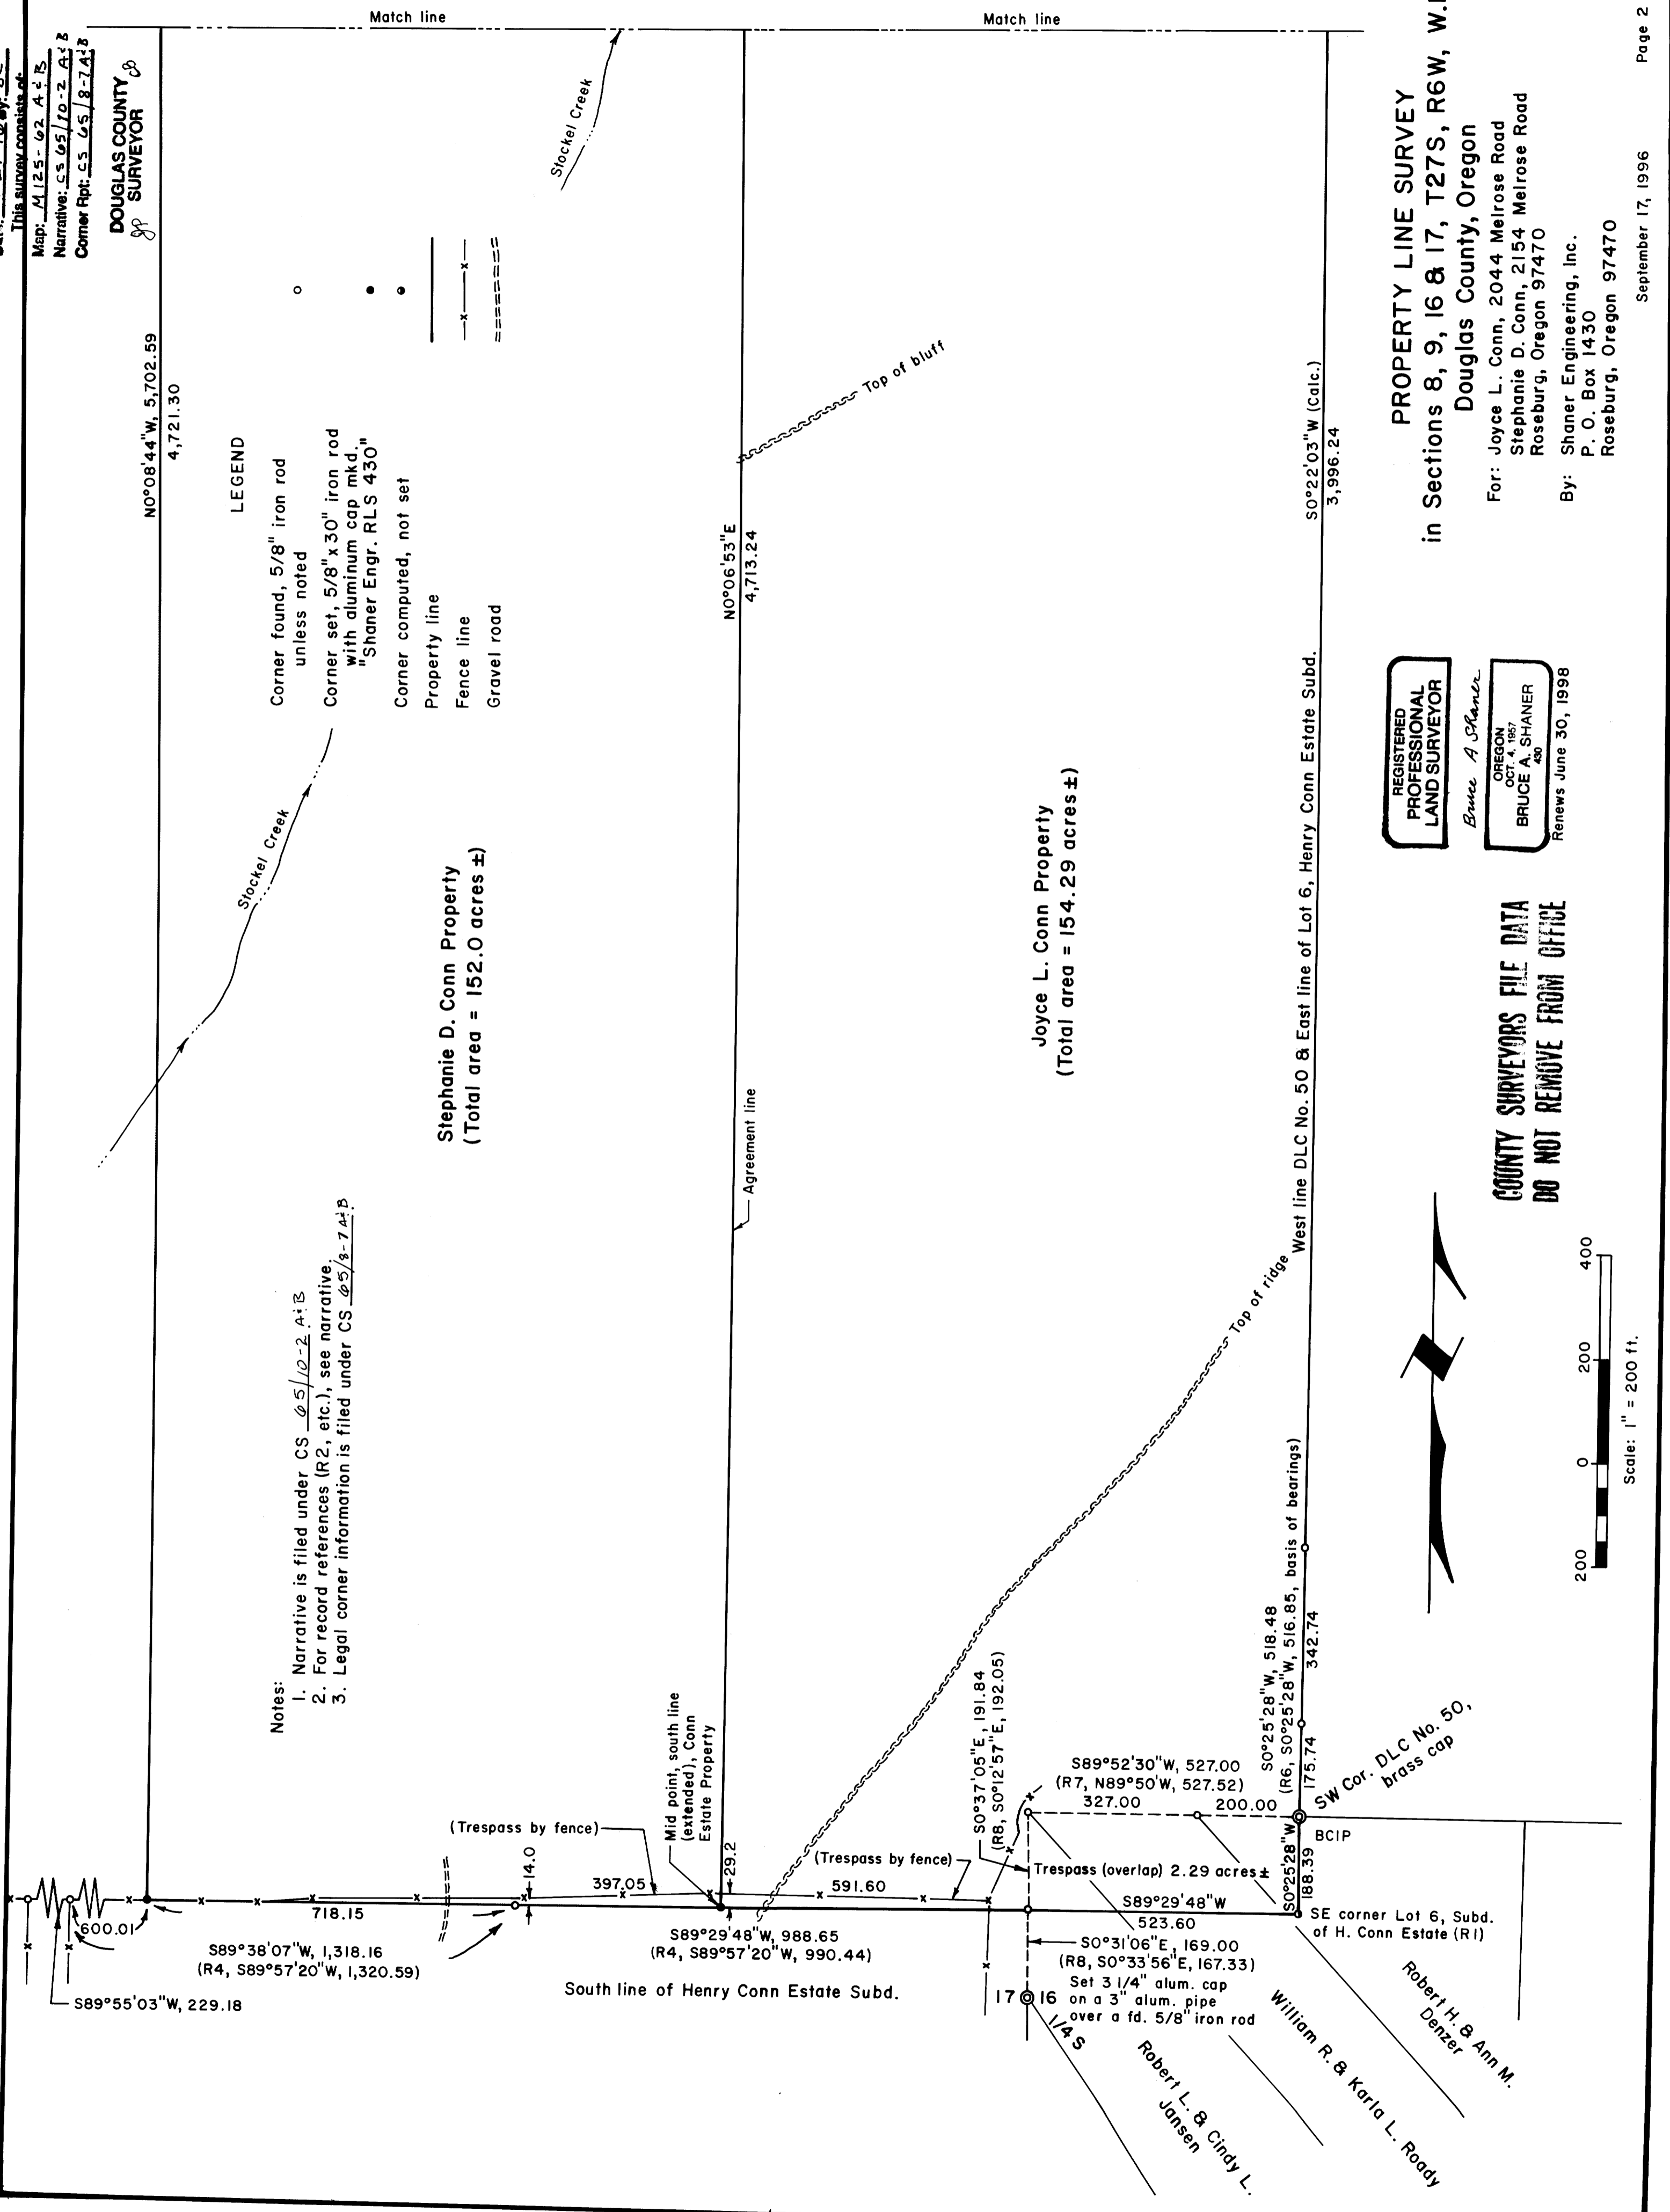 This survey consists of:
Map: M125-62 A & B
Narrative: CS 65/10-2 A & B
Corner Rpt: CS 65/8-7 A & B
DOUGLAS COUNTY
SURVEYOR
Match line
Match line
N0°08'44"W, 5,702.59
4,721.30
Stockel Creek
LEGEND
Corner found, 5/8" iron rod
unless noted
Corner set, 5/8"x 30" iron rod
with aluminum cap mkd.
"Shaner Engr. RLS 430"
Corner computed, not set
Property line
Fence line
Gravel road
Stockel Creek
Stephanie D. Conn Property
(Total area = 152.0 acres ±)
Notes:
1. Narrative is filed under CS 65/10-2 A & B
2. For record references (R2, etc.), see narrative.
3. Legal corner information is filed under CS 65/8-7 A & B
N0°06'53"E
4,713.24
Top of bluff
Agreement line
Joyce L. Conn Property
(Total area = 154.29 acres ±)
Top of ridge
S0°22'03"W (Calc.)
3,996.24
West line DLC No. 50 & East line of Lot 6, Henry Conn Estate Subd.
S0°25'28"W, 518.48
(R6, S0°25'28"W, 516.85, basis of bearings)
342.74
175.74
SW Cor. DLC No. 50,
brass cap
BCIP
S0°25'28"W
188.39
S89°52'30"W, 527.00
(R7, N89°50'W, 527.52)
327.00
200.00
S0°37'05"E, 191.84
(R8, S0°12'57"E, 192.05)
Trespass (overlap) 2.29 acres ±
S89°29'48"W
523.60
SE corner Lot 6, Subd.
of H. Conn Estate (R1)
(Trespass by fence)
591.60
29.2
Mid point, south line
(extended), Conn
Estate Property
(Trespass by fence)
397.05
14.0
718.15
600.01
S89°38'07"W, 1,318.16
(R4, S89°57'20"W, 1,320.59)
S89°55'03"W, 229.18
S89°29'48"W, 988.65
(R4, S89°57'20"W, 990.44)
South line of Henry Conn Estate Subd.
S0°31'06"E, 169.00
(R8, S0°33'56"E, 167.33)
Set 3 1/4" alum. cap
on a 3" alum. pipe
over a fd. 5/8" iron rod
17 16
1/4 S
Robert L. & Cindy L.
Jansen
William R. & Karla L. Roady
Robert H. & Ann M.
Denzer
PROPERTY LINE SURVEY
in Sections 8, 9, 16 & 17, T27S, R6W,
Douglas County, Oregon
For: Joyce L. Conn, 2044 Melrose Road
Stephanie D. Conn, 2154 Melrose Road
Roseburg, Oregon 97470
By: Shaner Engineering, Inc.
P. O. Box 1430
Roseburg, Oregon 97470
September 17, 1996
Page 2
REGISTERED
PROFESSIONAL
LAND SURVEYOR
Bruce A Shaner
OREGON
OCT. 4, 1957
BRUCE A. SHANER
430
Renews June 30, 1998
COUNTY SURVEYORS FILE DATA
DO NOT REMOVE FROM OFFICE
200 0 200 400
Scale: 1" = 200 ft.